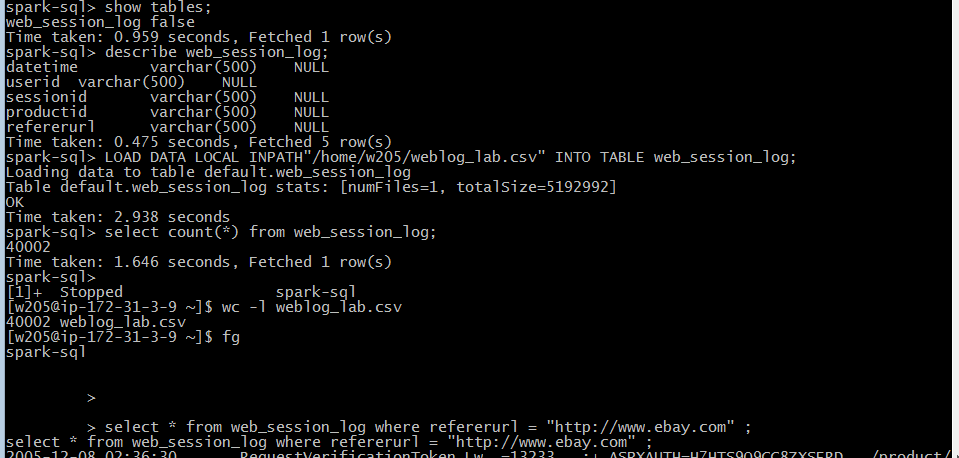 spark-sql> show tables;
web_session_log false
Time taken: 0.959 seconds, Fetched 1 row(s)
spark-sql> describe web_session_log;
datetime        varchar(500)    NULL
userid  varchar(500)    NULL
sessionid       varchar(500)    NULL
productid       varchar(500)    NULL
refererurl      varchar(500)    NULL
Time taken: 0.475 seconds, Fetched 5 row(s)
spark-sql> LOAD DATA LOCAL INPATH"/home/w205/weblog_lab.csv" INTO TABLE web_session_log;
Loading data to table default.web_session_log
Table default.web_session_log stats: [numFiles=1, totalSize=5192992]
OK
Time taken: 2.938 seconds
spark-sql> select count(*) from web_session_log;
40002
Time taken: 1.646 seconds, Fetched 1 row(s)
spark-sql>
[1]+  Stopped                 spark-sql
[w205@ip-172-31-3-9 ~]$ wc -l weblog_lab.csv
40002 weblog_lab.csv
[w205@ip-172-31-3-9 ~]$ fg
spark-sql
>
> select * from web_session_log where refererurl = "http://www.ebay.com" ;
select * from web_session_log where refererurl = "http://www.ebay.com" ;
2005-12-08 02:36:30